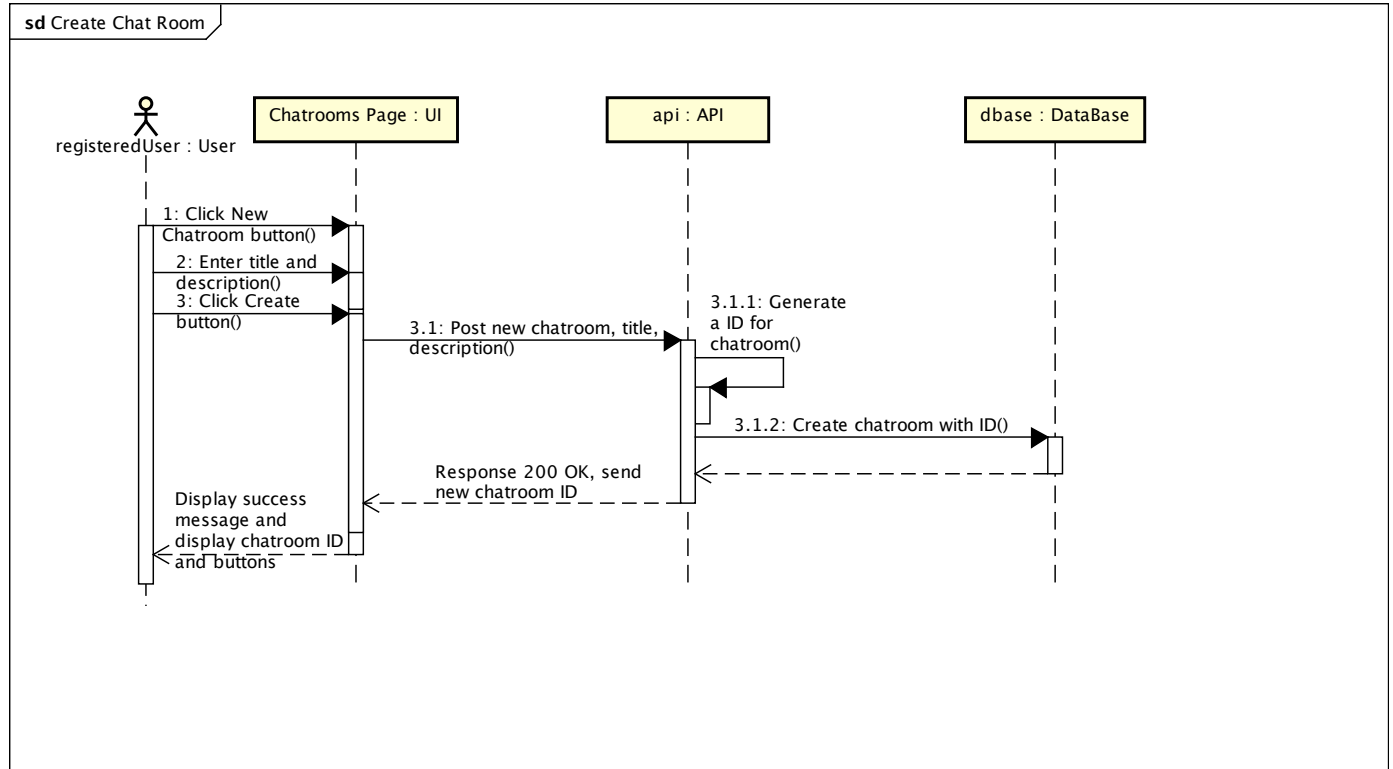 sd Create Chat Room
registeredUser : User
Chatrooms Page : UI
api : API
dbase : DataBase
1: Click New
Chatroom button()
2: Enter title and
description()
3: Click Create
button()
3.1: Post new chatroom, title,
description()
3.1.1: Generate
a ID for
chatroom()
3.1.2: Create chatroom with ID()
Response 200 OK, send
new chatroom ID
Display success
message and
display chatroom ID
and buttons